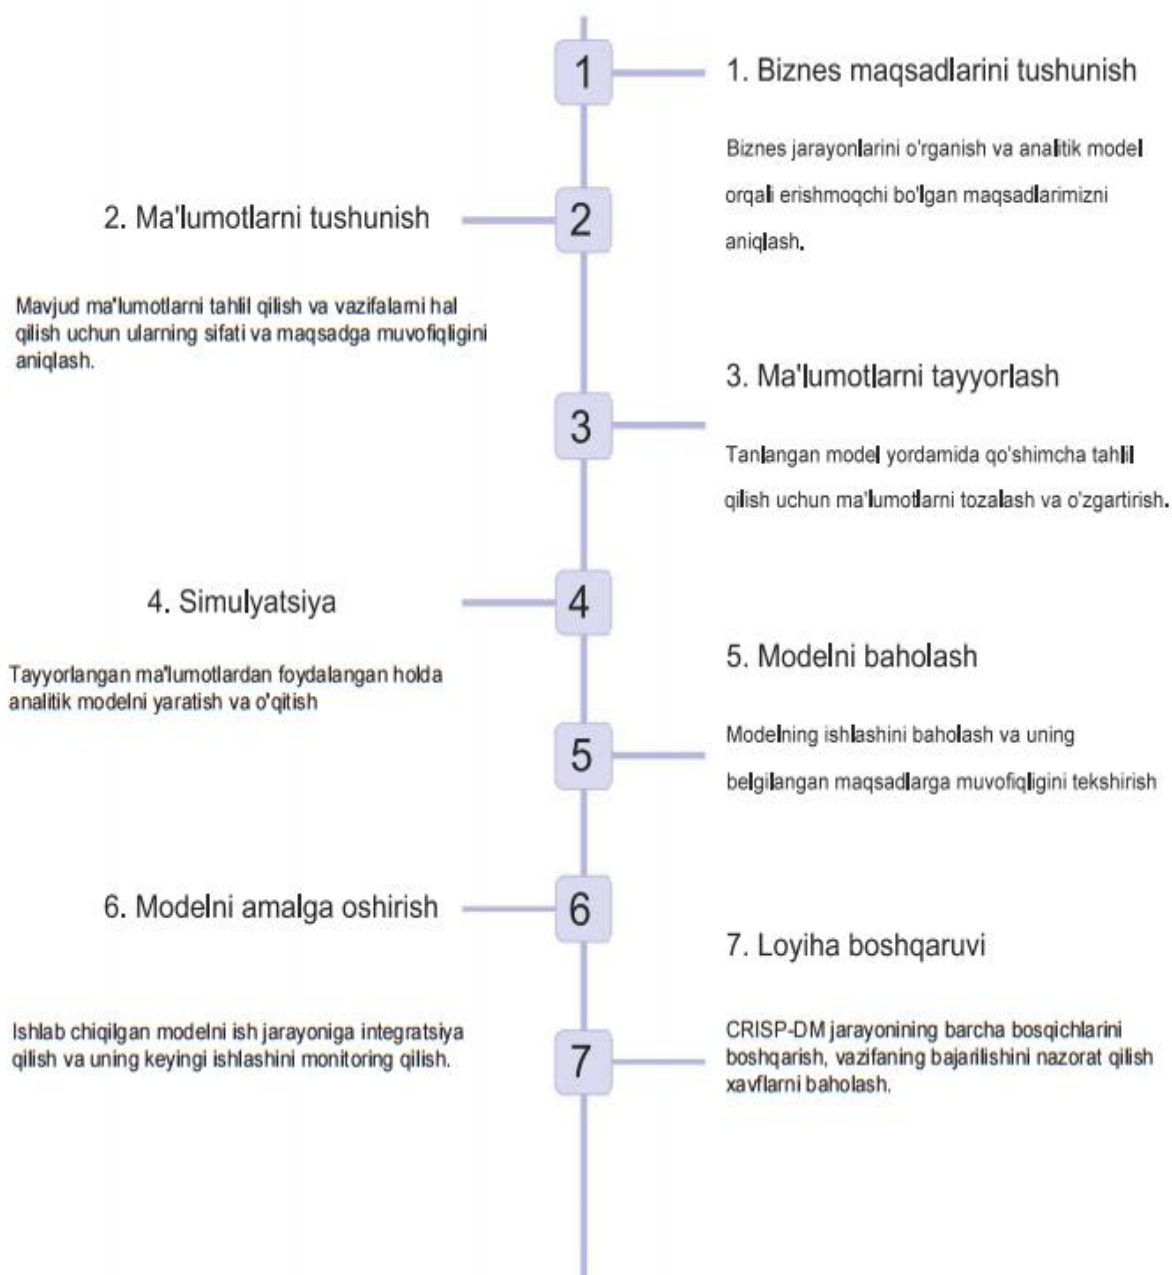 1
1. Biznes maqsadlarini tushunish
Biznes jarayonlarini o'rganish va analitik model
orqali erishmoqchi bo'lgan maqsadlarimizni
aniqlash.
2
2. Ma'lumotlarni tushunish
Mavjud ma'lumotlarni tahlil qilish va vazifalarni hal
qilish uchun ularning sifati va maqsadga muvofiqligini
aniqlash.
3
3. Ma'lumotlarni tayyorlash
Tanlangan model yordamida qo'shimcha tahlil
qilish uchun ma'lumotlarni tozalash va o'zgartirish.
4
4. Simulyatsiya
Tayyorlangan ma'lumotlardan foydalangan holda
analitik modelni yaratish va o'qitish
5
5. Modelni baholash
Modelning ishlashini baholash va uning
belgilangan maqsadlarga muvofiqligini tekshirish
6
6. Modelni amalga oshirish
Ishlab chiqilgan modelni ish jarayoniga integratsiya
qilish va uning keyingi ishlashini monitoring qilish.
7
7. Loyiha boshqaruvi
CRISP-DM jarayonining barcha bosqichlarini
boshqarish, vazifaning bajarilishini nazorat qilish
xavflarni baholash.